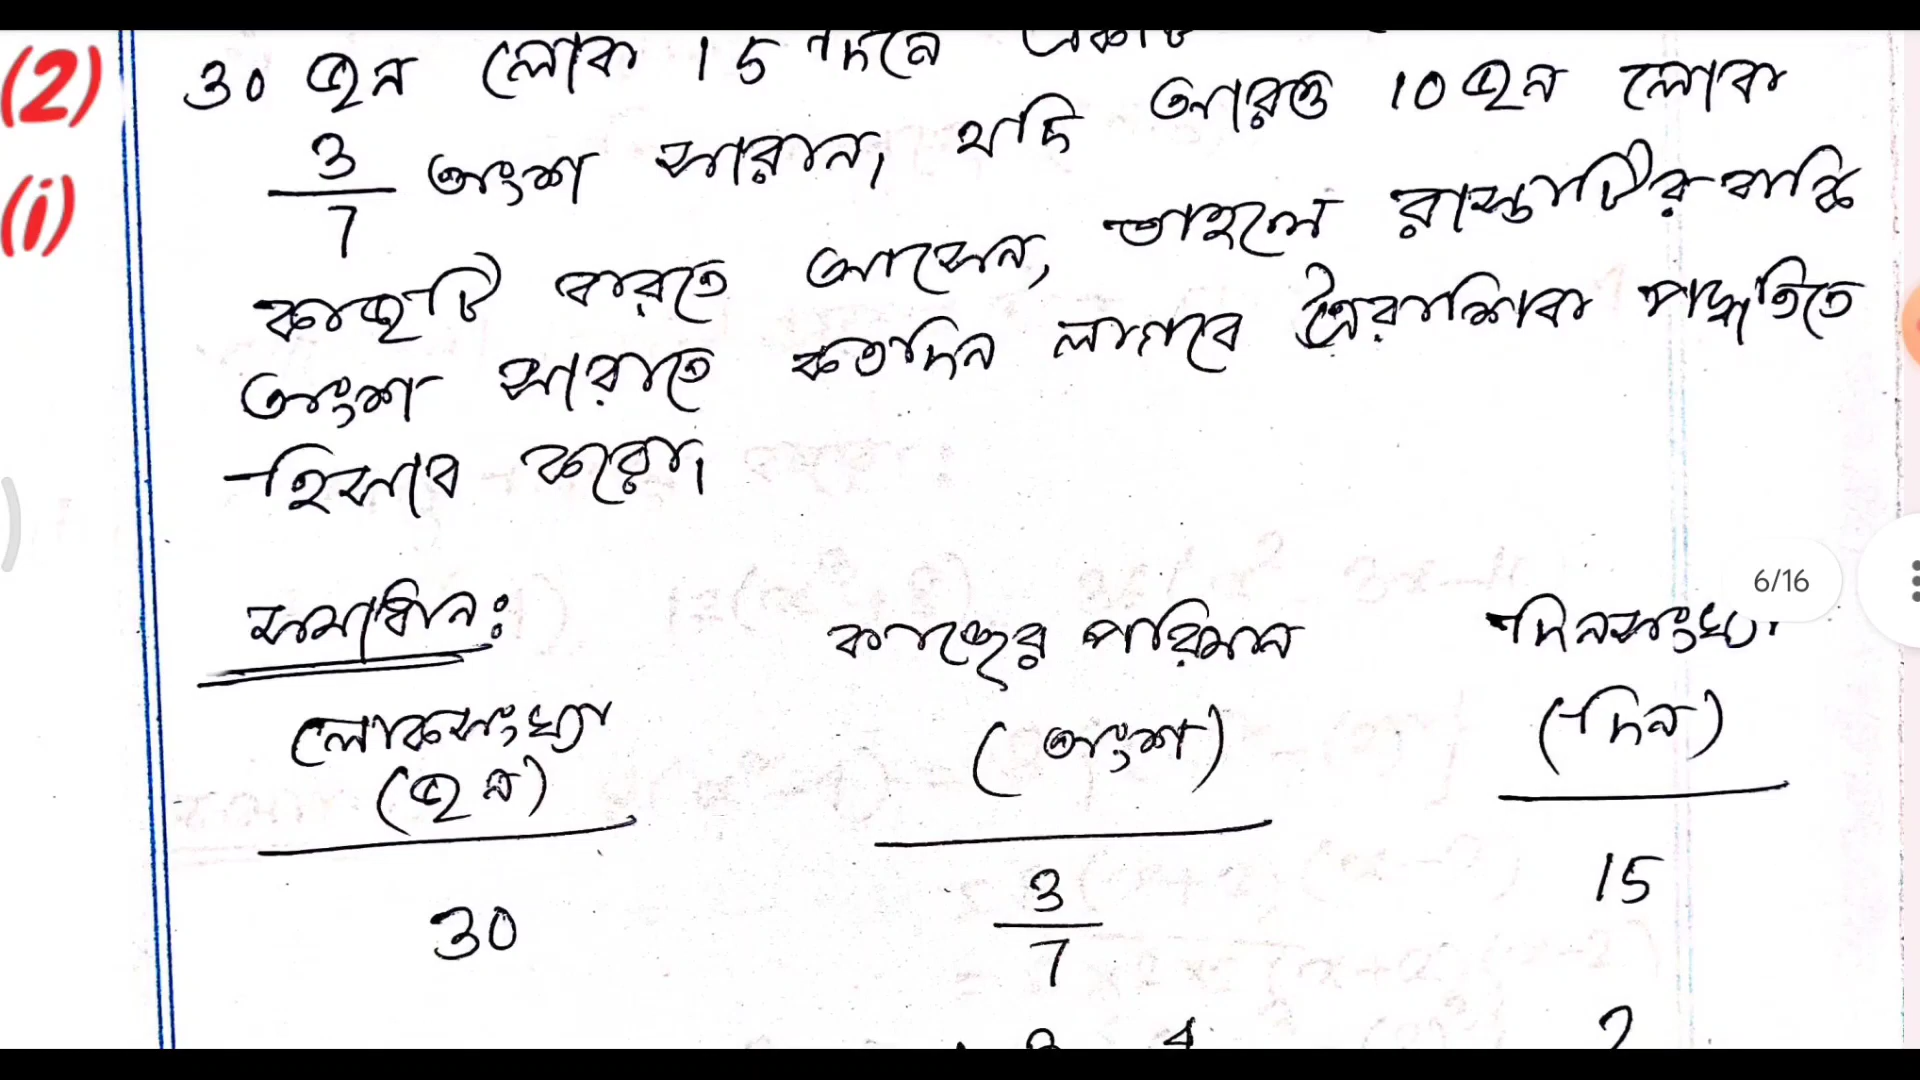 (2) 30 জন লোক 15 দিনে একটি
(i) 3/7 অংশ সারান। যদি আরও 10 জন লোক
কাজটি করতে আসেন, তাহলে রাস্তাটির বাকি
অংশ সারাতে কতদিন লাগবে ত্রৈরাশিক পদ্ধতিতে
হিসাব করো।
6/16
সমাধান:
লোকসংখ্যা কাজের পরিমান দিনসংখ্যা
(জন) (অংশ) (দিন)
30 3/7 15
?